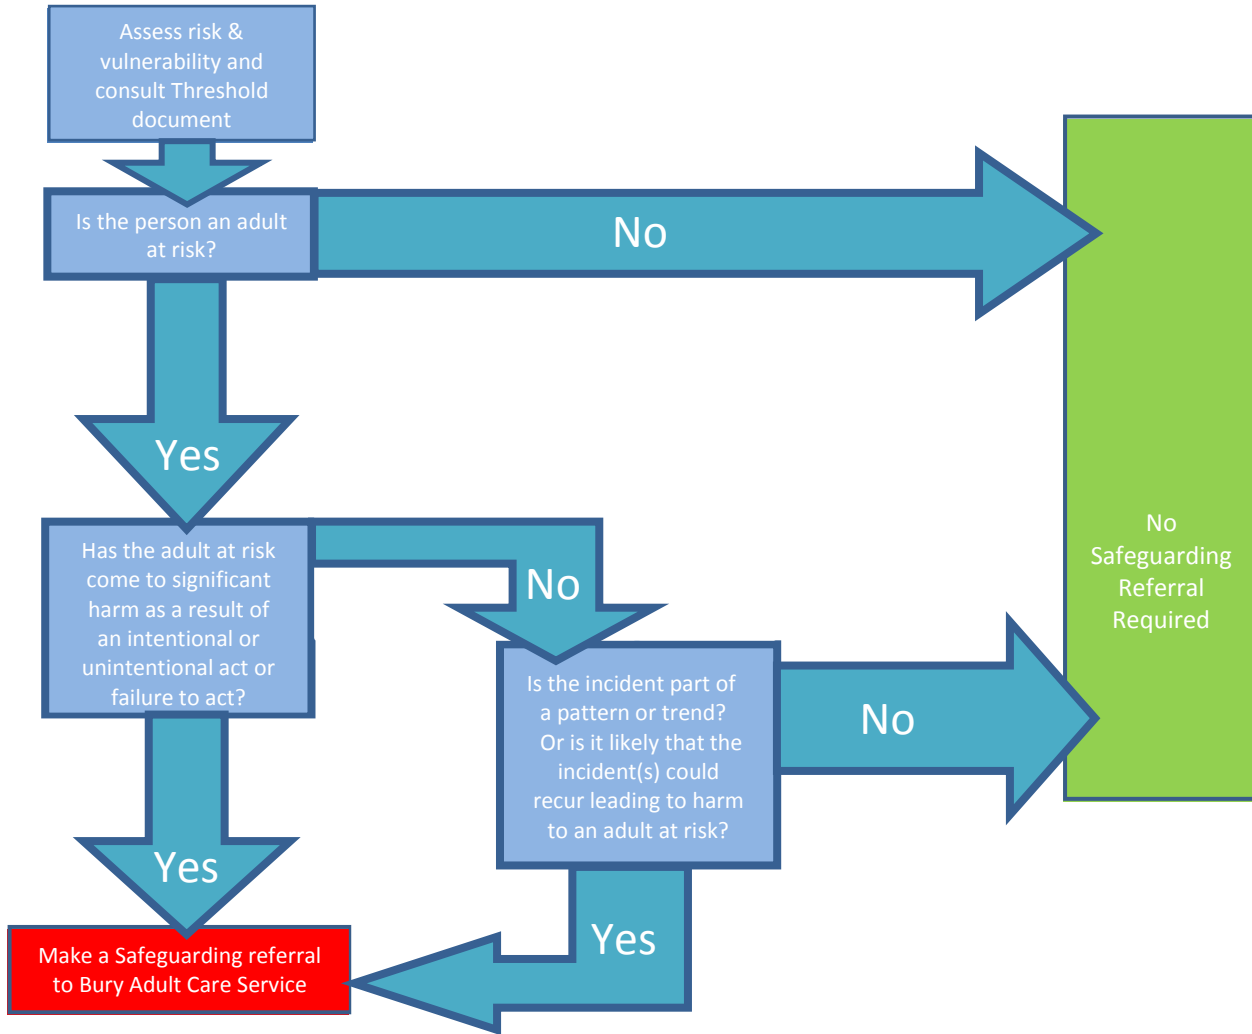 Assess risk &
vulnerability and
consult Threshold
document
Is the person an adult
at risk?
No
Yes
Has the adult at risk
come to significant
harm as a result of
an intentional or
unintentional act or
failure to act?
No
Is the incident part of
a pattern or trend?
Or is it likely that the
incident(s) could
recur leading to harm
to an adult at risk?
No
No
Safeguarding
Referral
Required
Yes
Yes
Make a Safeguarding referral
to Bury Adult Care Service